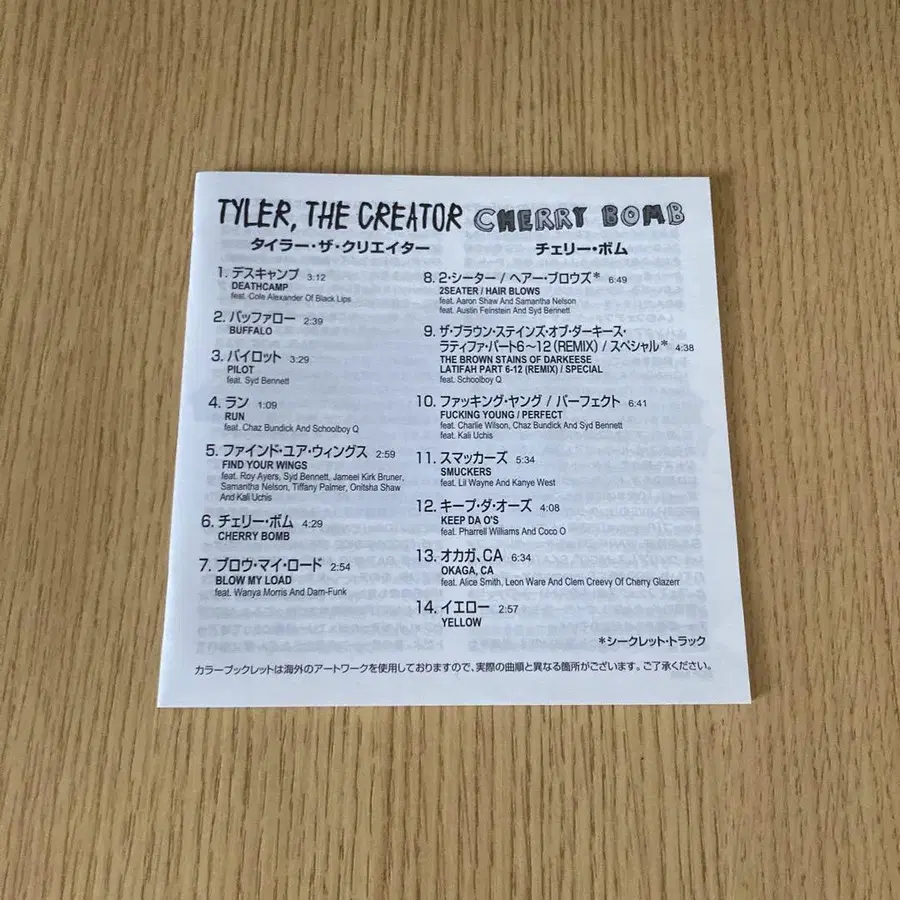 TYLER, THE CREATOR CHERRY BOMB
タイラー・ザ・クリエイター
チェリー・ボム
1. デスキャンプ 3:12
DEATHCAMP
feat. Cole Alexander Of Black Lips
2. バッファロー 2:39
BUFFALO
3. パイロット 3:29
PILOT
feat. Syd Bennett
4. ラン 1:09
RUN
feat. Chaz Bundick And Schoolboy Q
5. ファインド・ユア・ウィングス 2:59
FIND YOUR WINGS
feat. Roy Ayers, Syd Bennett, Jameel Kirk Bruner,
Samantha Nelson, Tiffany Palmer, Onitsha Shaw
And Kali Uchis
6. チェリー・ボム 4:29
CHERRY BOMB
7. ブロウ・マイ・ロード 2:54
BLOW MY LOAD
feat. Wanya Morris And Dam-Funk
8. 2・シーター / ヘアー・ブロウズ* 6:49
2SEATER / HAIR BLOWS
feat. Aaron Shaw And Samantha Nelson
feat. Austin Feinstein And Syd Bennett
9. ザ・ブラウン・ステインズ・オブ・ダーキース・
ラティファ・パート6〜12 (REMIX) / スペシャル* 4:38
THE BROWN STAINS OF DARKEESE
LATIFAH PART 6-12 (REMIX) / SPECIAL
feat. Schoolboy Q
10. ファッキング・ヤング / パーフェクト 6:41
FUCKING YOUNG / PERFECT
feat. Charlie Wilson, Chaz Bundick And Syd Bennett
feat. Kali Uchis
11. スマッカーズ 5:34
SMUCKERS
feat. Lil Wayne And Kanye West
12. キープ・ダ・オーズ 4:08
KEEP DA O'S
feat. Pharrell Williams And Coco O
13. オカガ、CA 6:34
OKAGA, CA
feat. Alice Smith, Leon Ware And Clem Creevy Of Cherry Glazerr
14. イエロー 2:57
YELLOW
*シークレット・トラック
カラーブックレットは海外のアートワークを使用しておりますので、実際の曲順と異なる箇所がございます。ご了承ください。